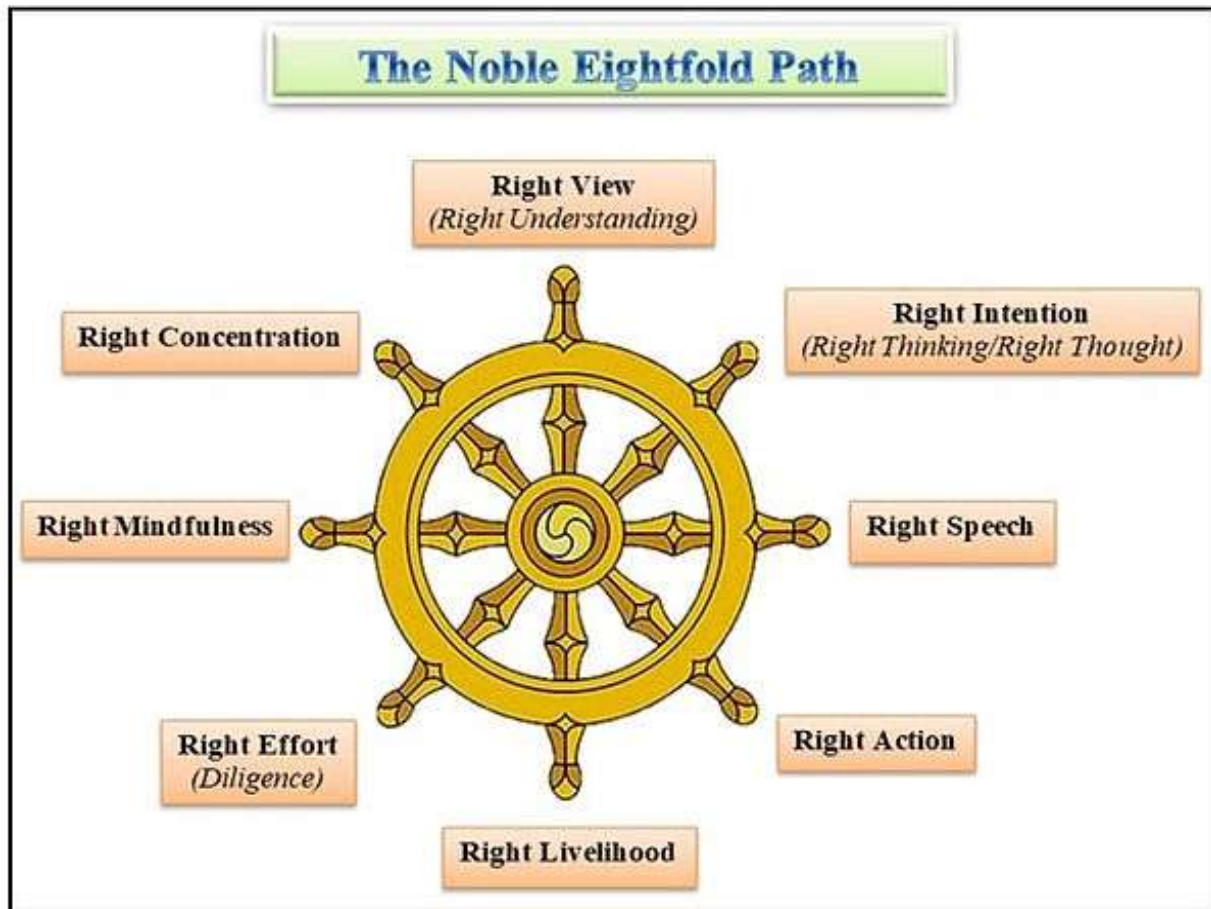 The Noble Eightfold Path
Right View
(Right Understanding)
Right Intention
(Right Thinking/Right Thought)
Right Speech
Right Action
Right Livelihood
Right Effort
(Diligence)
Right Mindfulness
Right Concentration